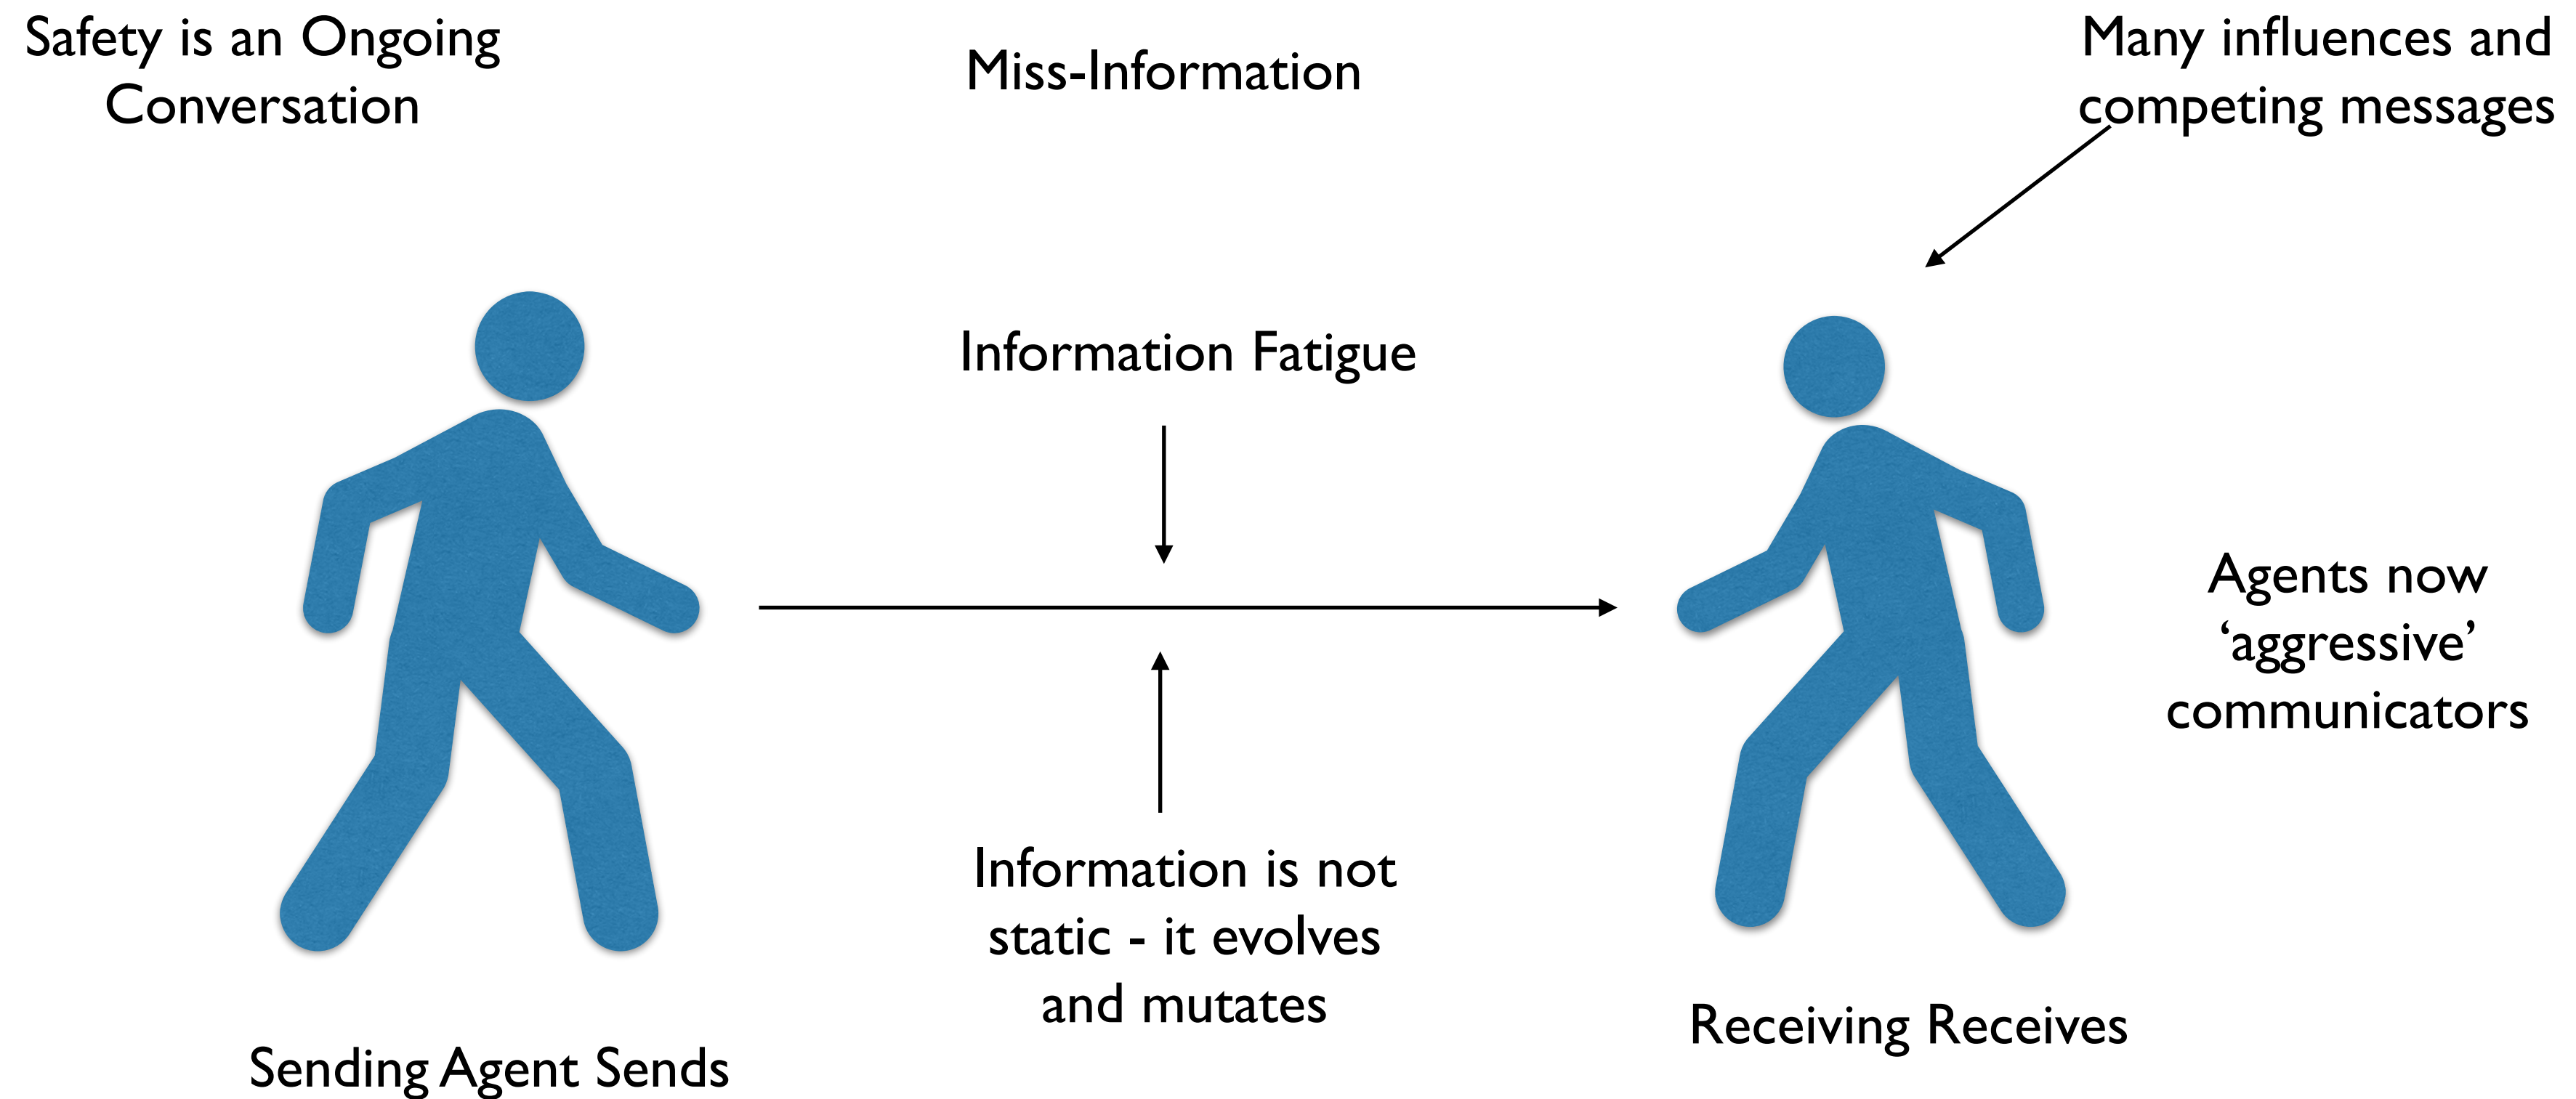 Safety is an Ongoing
Conversation
Miss-Information
Many influences and
competing messages
Information Fatigue
Agents now
‘aggressive’
communicators
Information is not
static - it evolves
and mutates
Receiving Receives
Sending Agent Sends